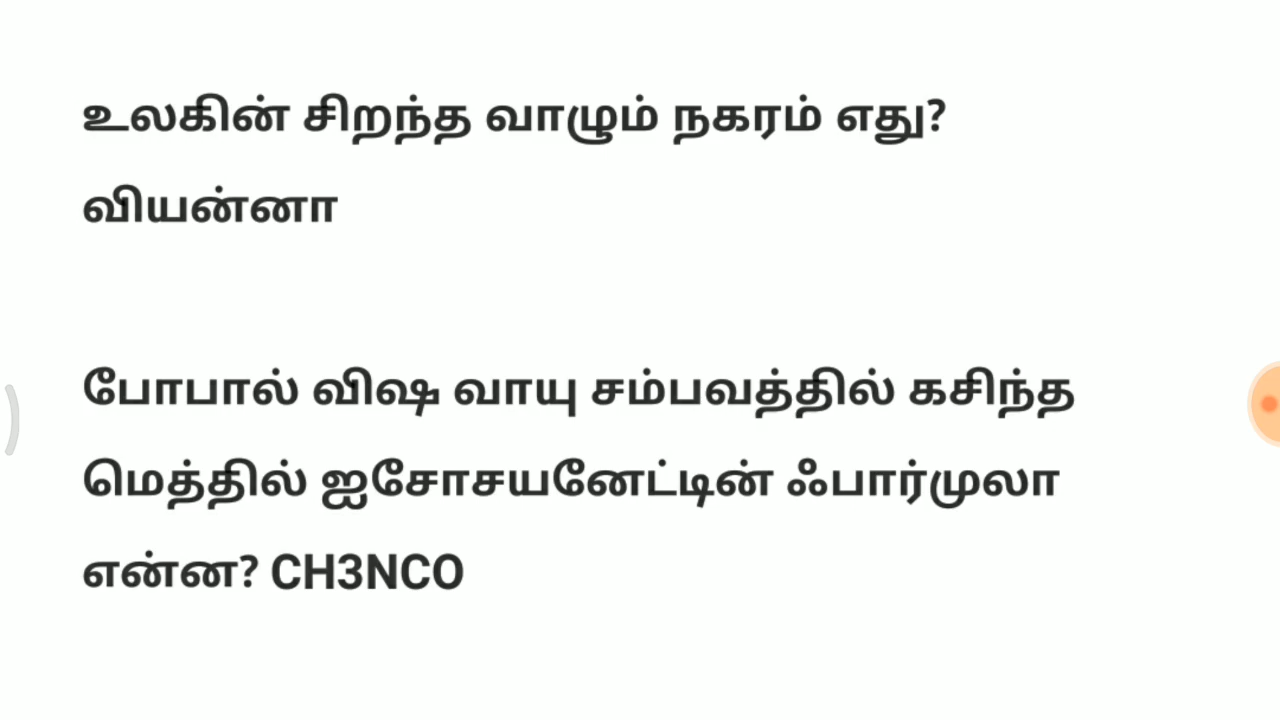 உலகின் சிறந்த வாழும் நகரம் எது?
வியன்னா
போபால் விஷ வாயு சம்பவத்தில் கசிந்த
மெத்தில் ஐசோசயனேட்டின் ஃபார்முலா
என்ன? CH3NCO